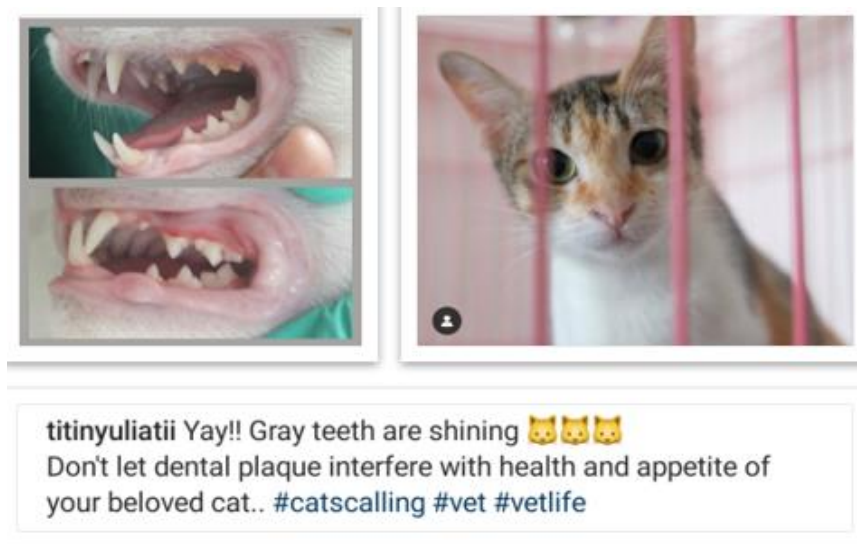 titinyuliatii Yay!! Gray teeth are shining 🐱🐱🐱
Don't let dental plaque interfere with health and appetite of
your beloved cat.. #catscalling #vet #vetlife